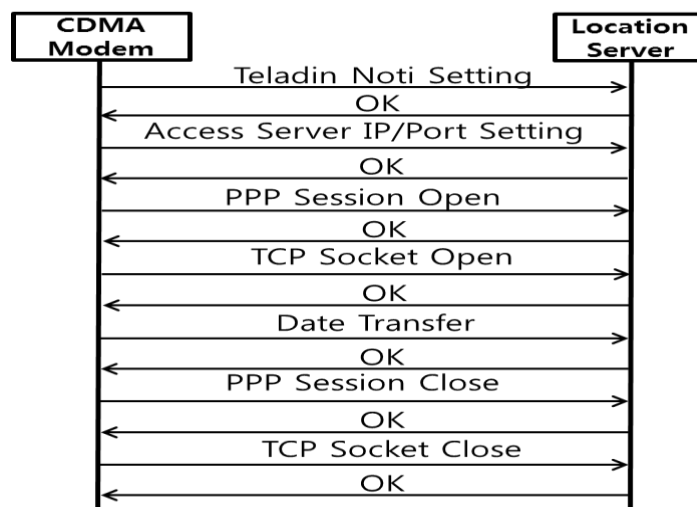 CDMA
Modem
Location
Server
Teladin Noti Setting
OK
Access Server IP/Port Setting
OK
PPP Session Open
OK
TCP Socket Open
OK
Date Transfer
OK
PPP Session Close
OK
TCP Socket Close
OK